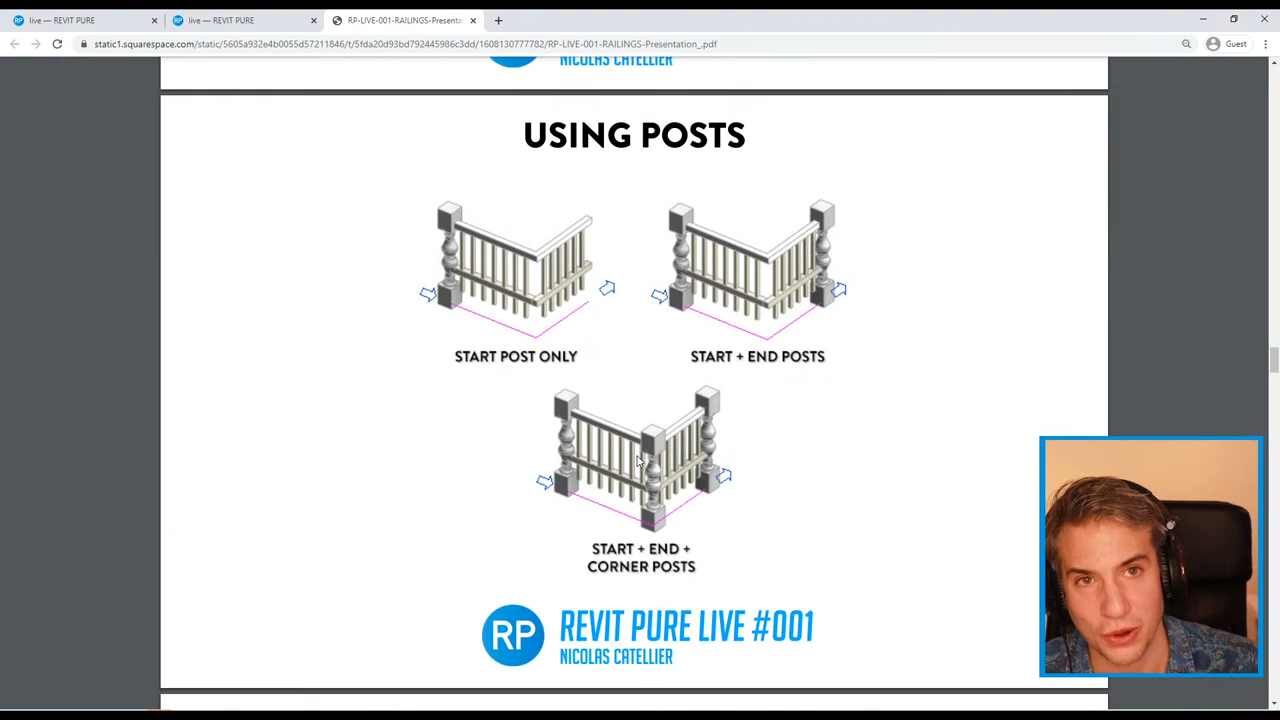 live — REVIT PURE
live — REVIT PURE
RP-LIVE-001-RAILINGS-Presentatio
static1.squarespace.com/static/5605a932e4b0055d57211846/t/5fda20d93bd792445986c3dd/1608130777782/RP-LIVE-001-RAILINGS-Presentation_.pdf
Guest
NICOLAS CATELLIER
USING POSTS
START POST ONLY
START + END POSTS
START + END +
CORNER POSTS
RP
REVIT PURE LIVE #001
NICOLAS CATELLIER